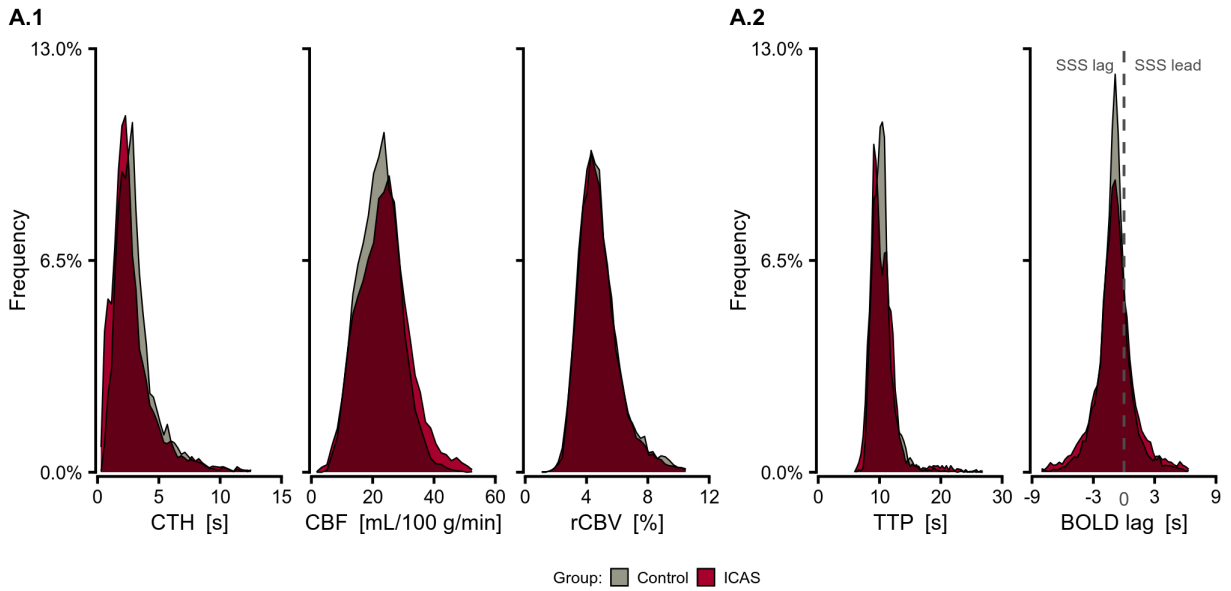 A.1
A.2
13.0%
6.5%
0.0%
Frequency
0 5 10 15
CTH [s]
0 20 40 60
CBF [mL/100 g/min]
0 4 8 12
rCBV [%]
13.0%
6.5%
0.0%
Frequency
0 10 20 30
TTP [s]
SSS lag SSS lead
-9 -3 0 3 9
BOLD lag [s]
Group: Control ICAS